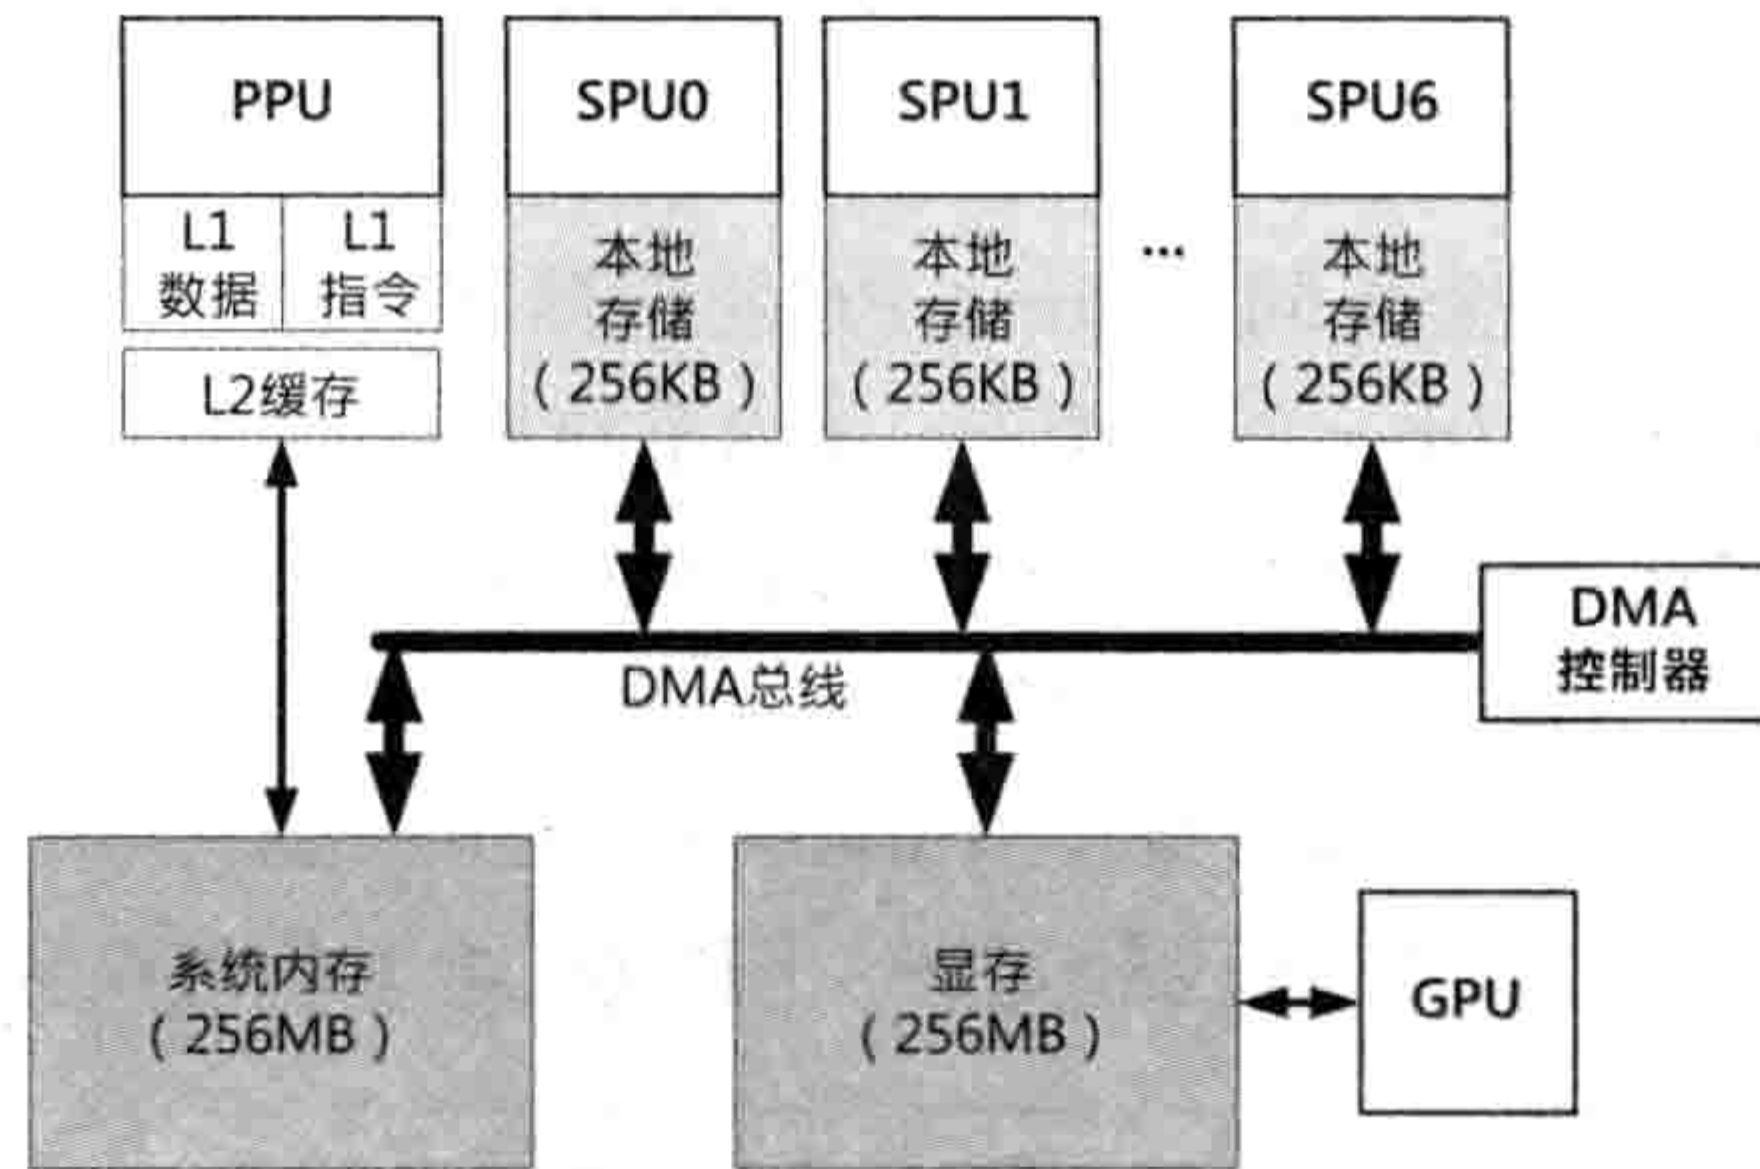 PPU
SPU0
SPU1
SPU6
L1
数据
L1
指令
L2缓存
本地
存储
(256KB)
本地
存储
(256KB)
...
本地
存储
(256KB)
DMA
控制器
DMA总线
系统内存
(256MB)
显存
(256MB)
GPU